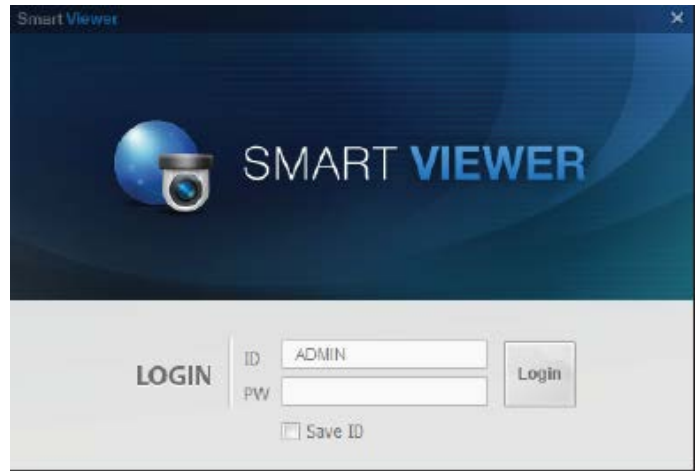 Smart Viewer
SMART VIEWER
LOGIN
ID
ADMIN
PW
Login
Save ID